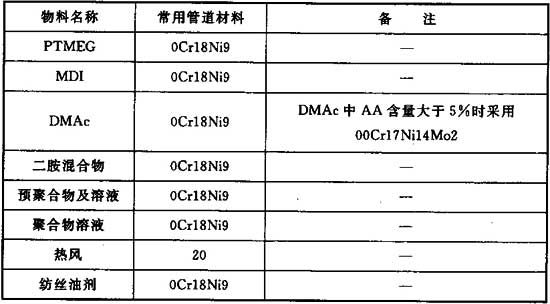 物料名称 常用管道材料 备 注
PTMEG 0Cr18Ni9 —
MDI 0Cr18Ni9 —
DMAc 0Cr18Ni9 DMAc 中 AA 含量大于 5%时采用
00Cr17Ni14Mo2
二胺混合物 0Cr18Ni9 —
预聚合物及溶液 0Cr18Ni9 —
聚合物溶液 0Cr18Ni9 —
热风 20 —
纺丝油剂 0Cr18Ni9 —